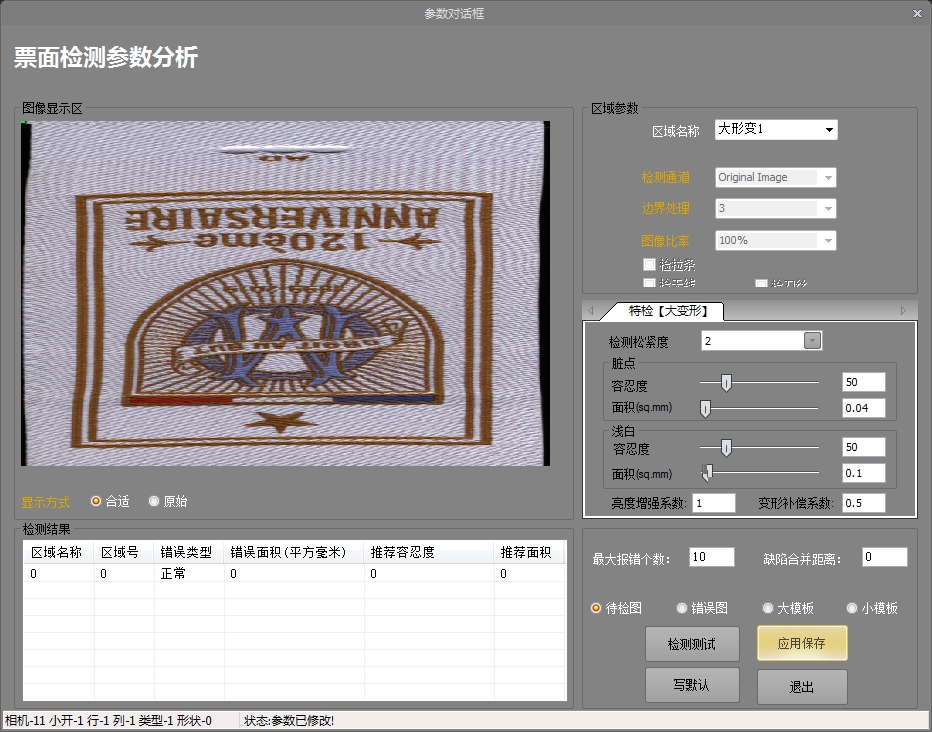 参数对话框
票面检测参数分析
图像显示区
AD
ANNIVERSAIRE
120ème
显示方式 合适 原始
检测结果
区域名称 区域号 错误类型 错误面积(平方毫米) 推荐容忍度 推荐面积
0 0 正常 0 0 0
区域参数
区域名称 大形变1
检测通道 Original Image
边界处理 3
图像比率 100%
检拉条
特检【大变形】
检测松紧度 2
脏点
容忍度 50
面积(sq.mm) 0.04
浅白
容忍度 50
面积(sq.mm) 0.1
亮度增强系数: 1 变形补偿系数: 0.5
最大报错个数: 10 缺陷合并距离: 0
待检图 错误图 大模板 小模板
检测测试 应用保存
写默认 退出
相机-11 小开-1 行-1 列-1 类型-1 形状-0 状态:参数已修改!